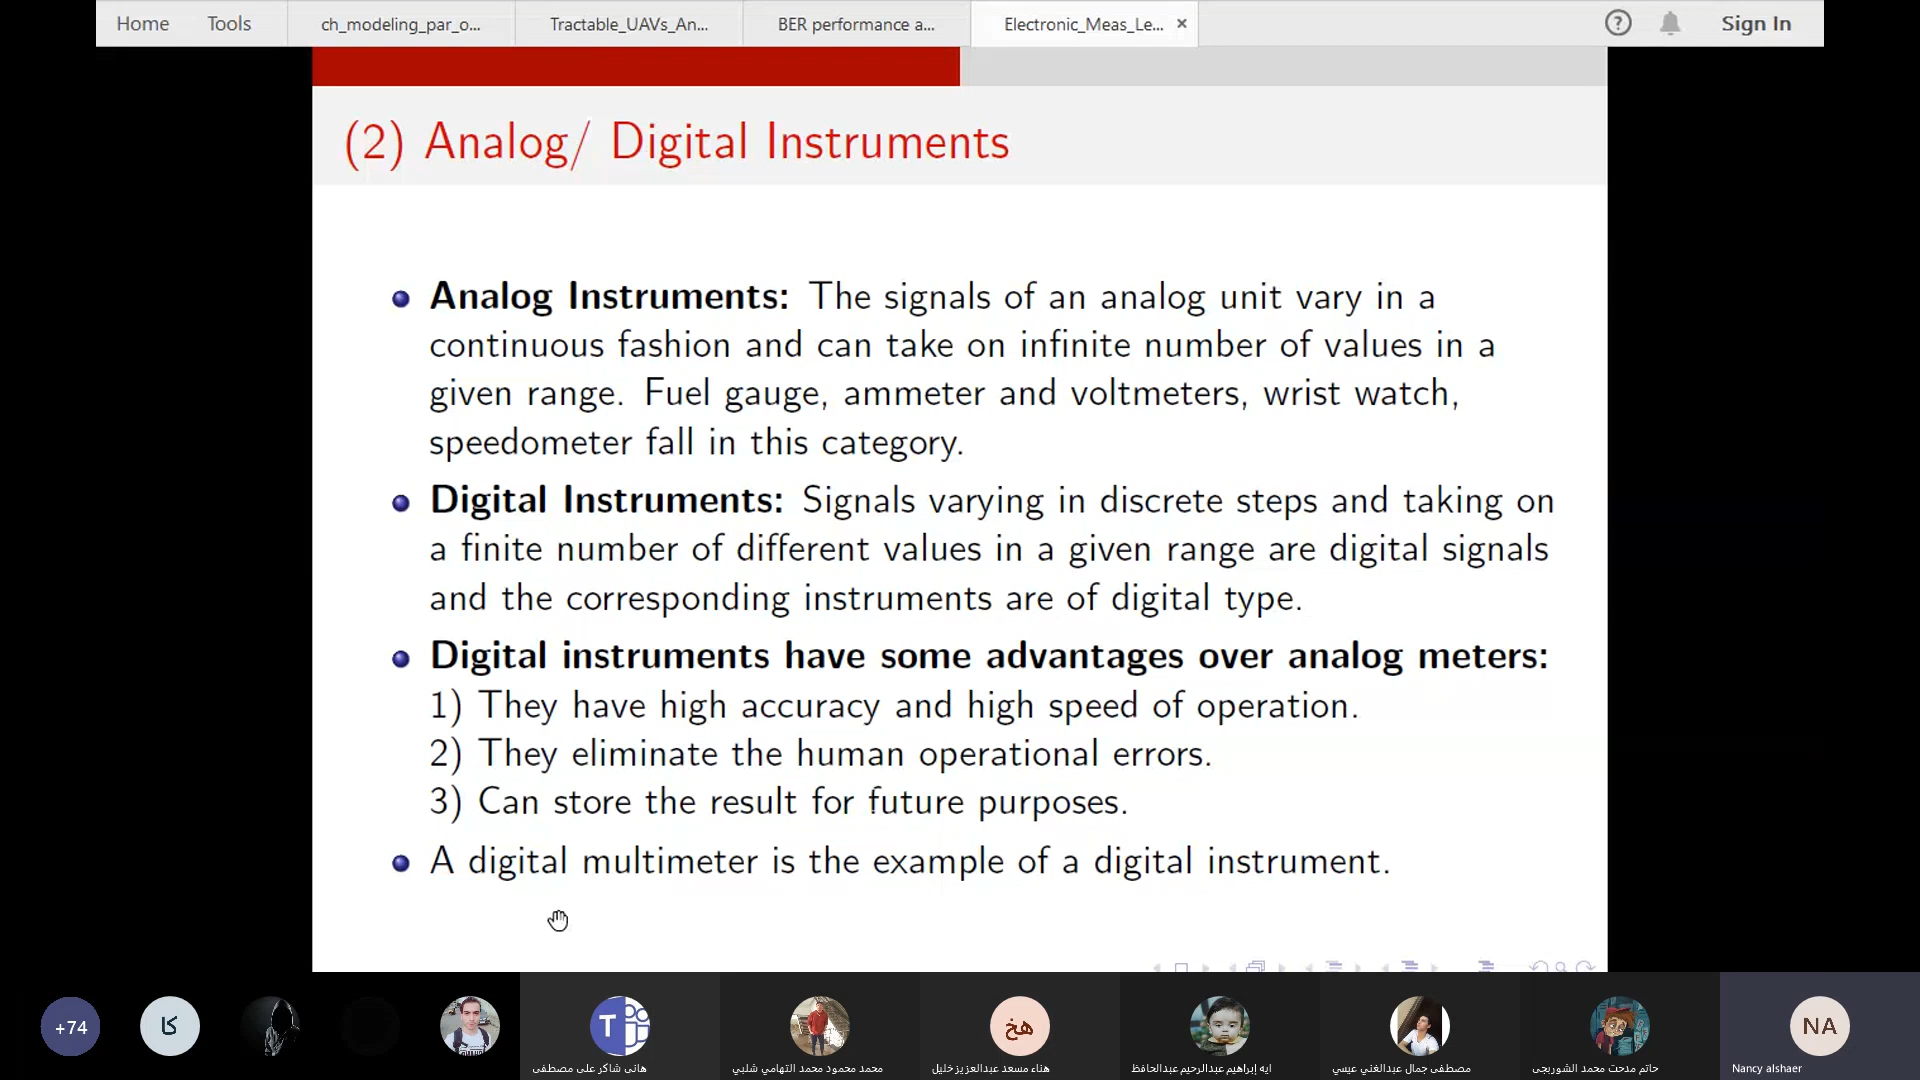 Home Tools ch_modeling_par_o... Tractable_UAVs_An... BER performance a... Electronic_Meas_Le... × ? Sign In
(2) Analog/ Digital Instruments
Analog Instruments: The signals of an analog unit vary in a
continuous fashion and can take on infinite number of values in a
given range. Fuel gauge, ammeter and voltmeters, wrist watch,
speedometer fall in this category.
Digital Instruments: Signals varying in discrete steps and taking on
a finite number of different values in a given range are digital signals
and the corresponding instruments are of digital type.
Digital instruments have some advantages over analog meters:
1) They have high accuracy and high speed of operation.
2) They eliminate the human operational errors.
3) Can store the result for future purposes.
A digital multimeter is the example of a digital instrument.
+74 كا T هخ NA
هانى شاكر على مصطفى محمد محمود محمد التهامي شلبي هناء مسعد عبدالعزيز خليل ايه إبراهيم عبدالرحيم عبدالحافظ مصطفى جمال عبدالغني عيسي حاتم مدحت محمد الشوربجى Nancy alshaer